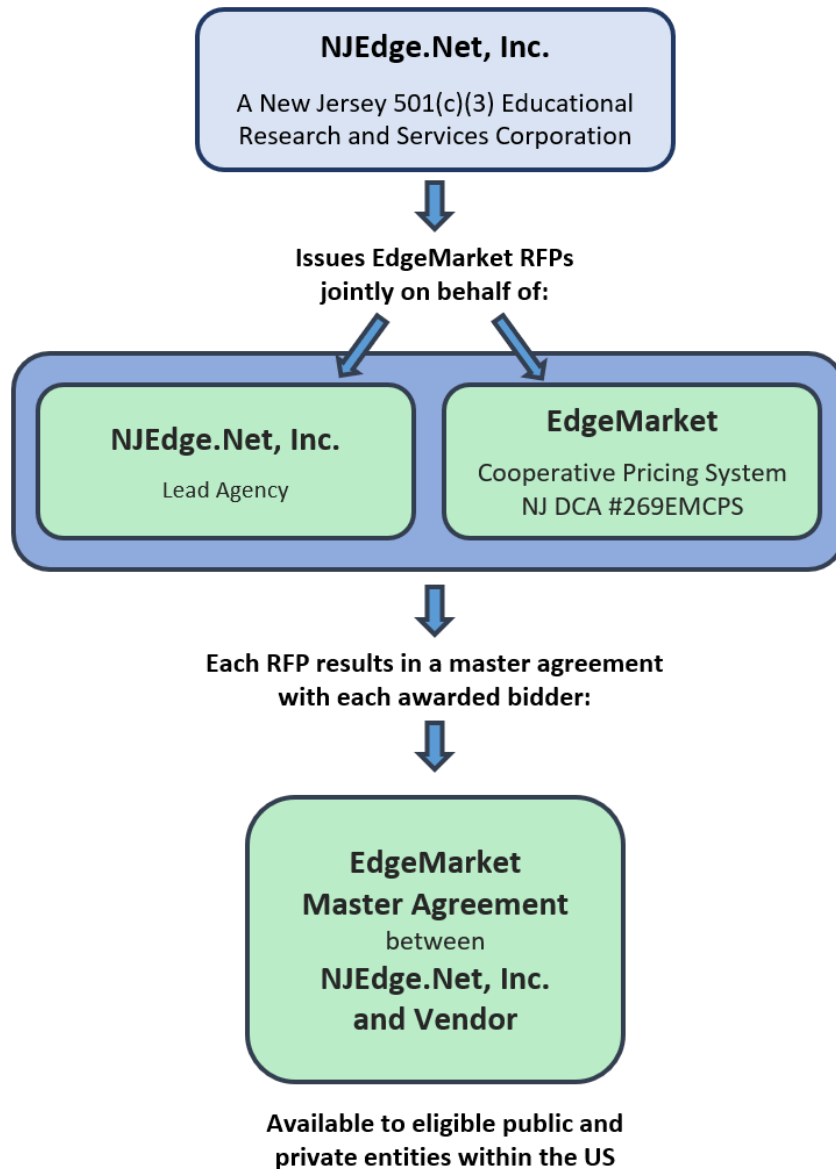 NJEdge.Net, Inc.
A New Jersey 501(c)(3) Educational
Research and Services Corporation
Issues EdgeMarket RFPs
jointly on behalf of:
NJEdge.Net, Inc.
Lead Agency
EdgeMarket
Cooperative Pricing System
NJ DCA #269EMCPS
Each RFP results in a master agreement
with each awarded bidder:
EdgeMarket
Master Agreement
between
NJEdge.Net, Inc.
and Vendor
Available to eligible public and
private entities within the US